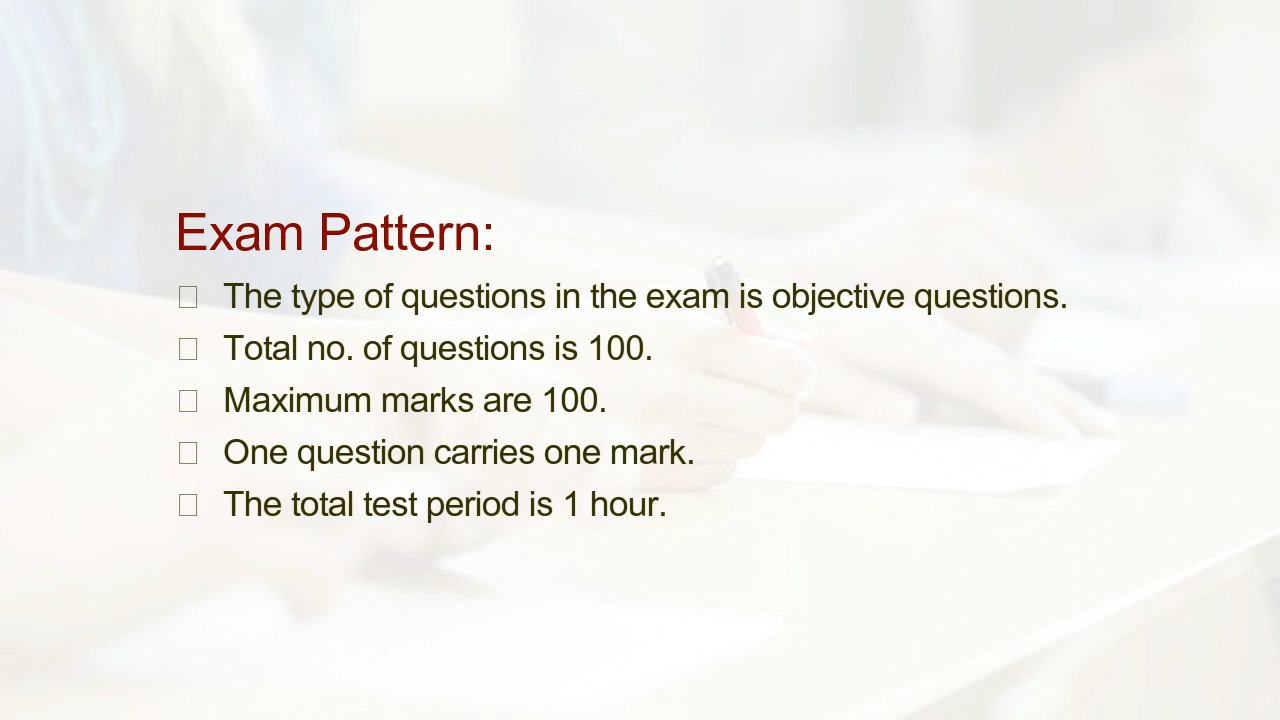 Exam Pattern:
The type of questions in the exam is objective questions.
Total no. of questions is 100.
Maximum marks are 100.
One question carries one mark.
The total test period is 1 hour.